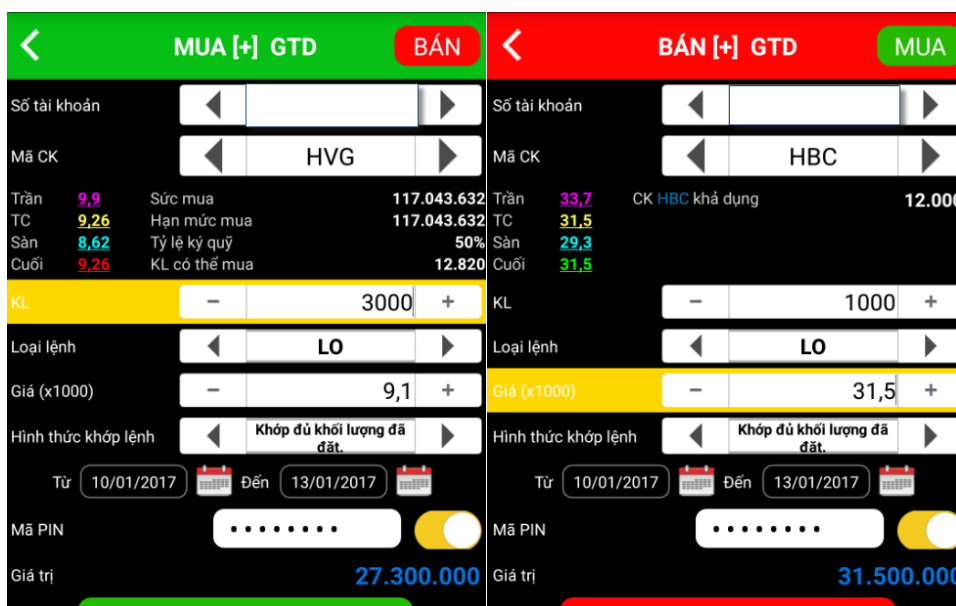 MUA [+] GTD BÁN
Số tài khoản
Mã CK HVG
Trần 9,9 Sức mua 117.043.632
TC 9,26 Hạn mức mua 117.043.632
Sàn 8,62 Tỷ lệ ký quỹ 50%
Cuối 9,26 KL có thể mua 12.820
KL − 3000 +
Loại lệnh LO
Giá (x1000) − 9,1 +
Hình thức khớp lệnh Khớp đủ khối lượng đã
đặt.
Từ 10/01/2017 Đến 13/01/2017
Mã PIN ••••••••
Giá trị 27.300.000
BÁN [+] GTD MUA
Số tài khoản
Mã CK HBC
Trần 33,7 CK HBC khả dụng 12.000
TC 31,5
Sàn 29,3
Cuối 31,5
KL − 1000 +
Loại lệnh LO
Giá (x1000) − 31,5 +
Hình thức khớp lệnh Khớp đủ khối lượng đã
đặt.
Từ 10/01/2017 Đến 13/01/2017
Mã PIN ••••••••
Giá trị 31.500.000